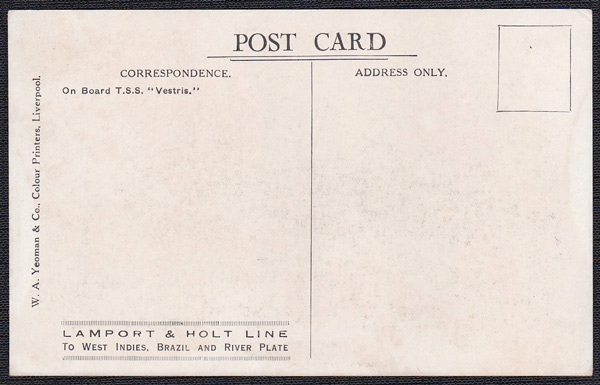 POST CARD
CORRESPONDENCE.
ADDRESS ONLY.
On Board T.S.S. "Vestris."
W. A. Yeoman & Co., Colour Printers, Liverpool.
LAMPORT & HOLT LINE
TO WEST INDIES, BRAZIL AND RIVER PLATE